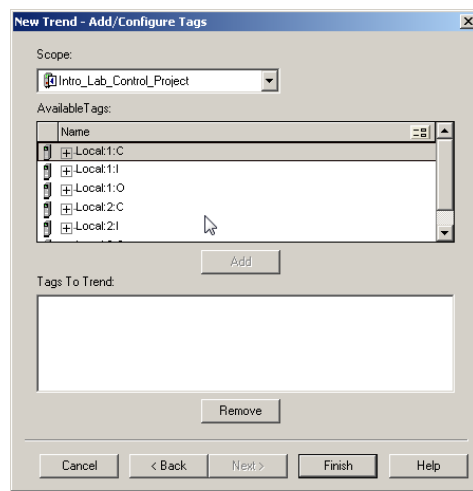 New Trend - Add/Configure Tags
Scope:
Intro_Lab_Control_Project
AvailableTags:
Name
Local:1:C
Local:1:I
Local:1:O
Local:2:C
Local:2:I
Add
Tags To Trend:
Remove
Cancel
< Back
Next >
Finish
Help